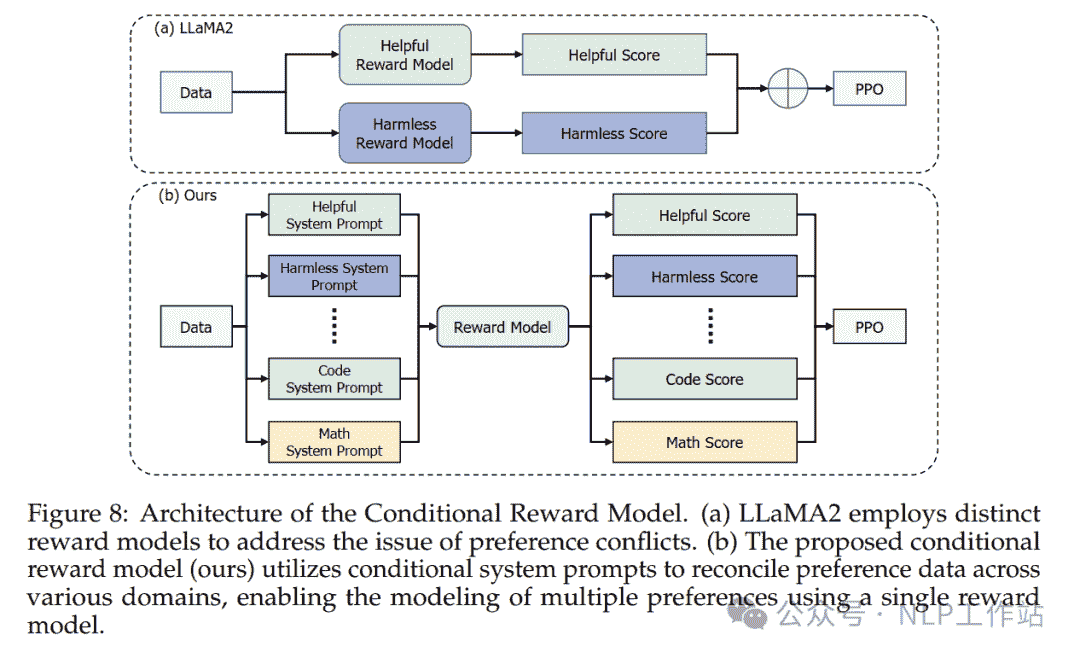 (a) LLaMA2
Data
Helpful
Reward Model
Helpful Score
Harmless
Reward Model
Harmless Score
PPO
(b) Ours
Data
Helpful
System Prompt
Harmless System
Prompt
Code
System Prompt
Math
System Prompt
Reward Model
Helpful Score
Harmless Score
Code Score
Math Score
PPO
Figure 8: Architecture of the Conditional Reward Model. (a) LLaMA2 employs distinct
reward models to address the issue of preference conflicts. (b) The proposed conditional
reward model (ours) utilizes conditional system prompts to reconcile preference data across
various domains, enabling the modeling of multiple preferences using a single reward
model.
公众号 · NLP工作站